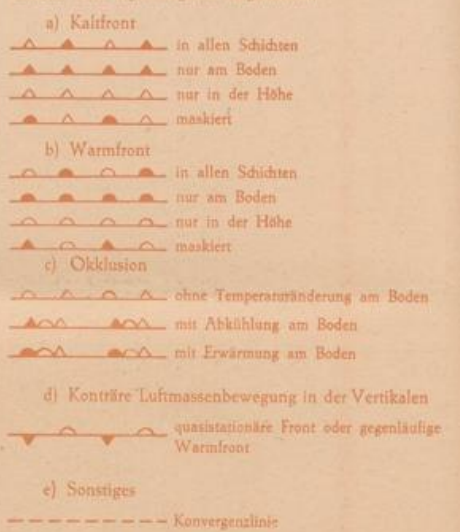 a) Kaltfront
in allen Schichten
nur am Boden
nur in der Höhe
maskiert
b) Warmfront
in allen Schichten
nur am Boden
nur in der Höhe
maskiert
c) Okklusion
ohne Temperaturänderung am Boden
mit Abkühlung am Boden
mit Erwärmung am Boden
d) Konträre Luftmassenbewegung in der Vertikalen
quasistationäre Front oder gegenläufige
Warmfront
e) Sonstiges
Konvergenzlinie